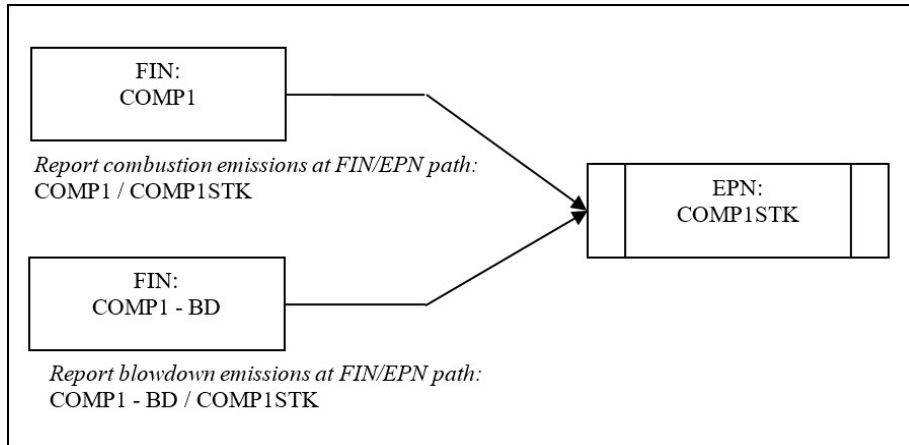 FIN:
COMP1
Report combustion emissions at FIN/EPN path:
COMP1 / COMP1STK
EPN:
COMP1STK
FIN:
COMP1 - BD
Report blowdown emissions at FIN/EPN path:
COMP1 - BD / COMP1STK